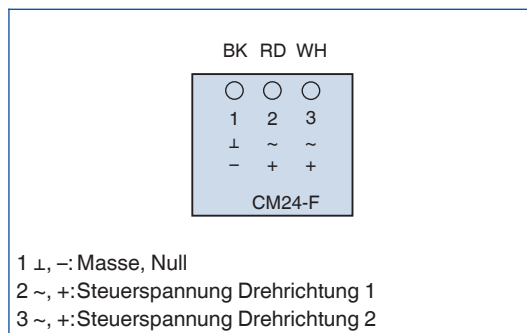 BK RD WH
1 2 3
⊥ ~ ~
– + +
CM24-F
1 ⊥, –: Masse, Null
2 ~, +:Steuerspannung Drehrichtung 1
3 ~, +:Steuerspannung Drehrichtung 2